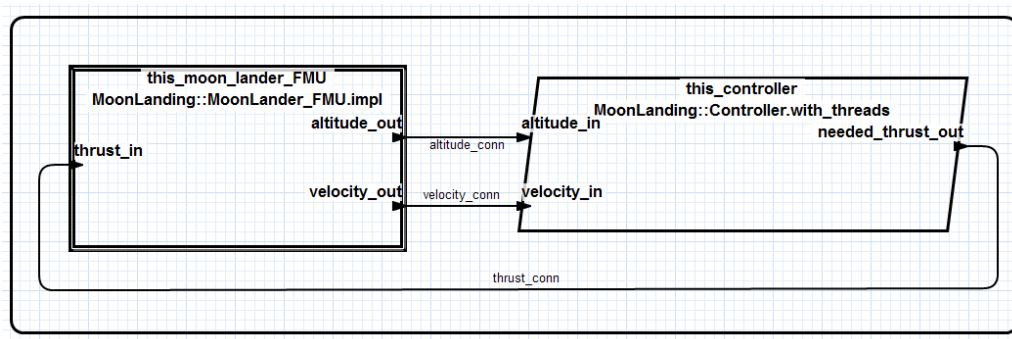 this_moon_lander_FMU
MoonLanding::MoonLander_FMU.impl
altitude_out
thrust_in
velocity_out
altitude_conn
velocity_conn
this_controller
MoonLanding::Controller.with_threads
altitude_in
needed_thrust_out
velocity_in
thrust_conn